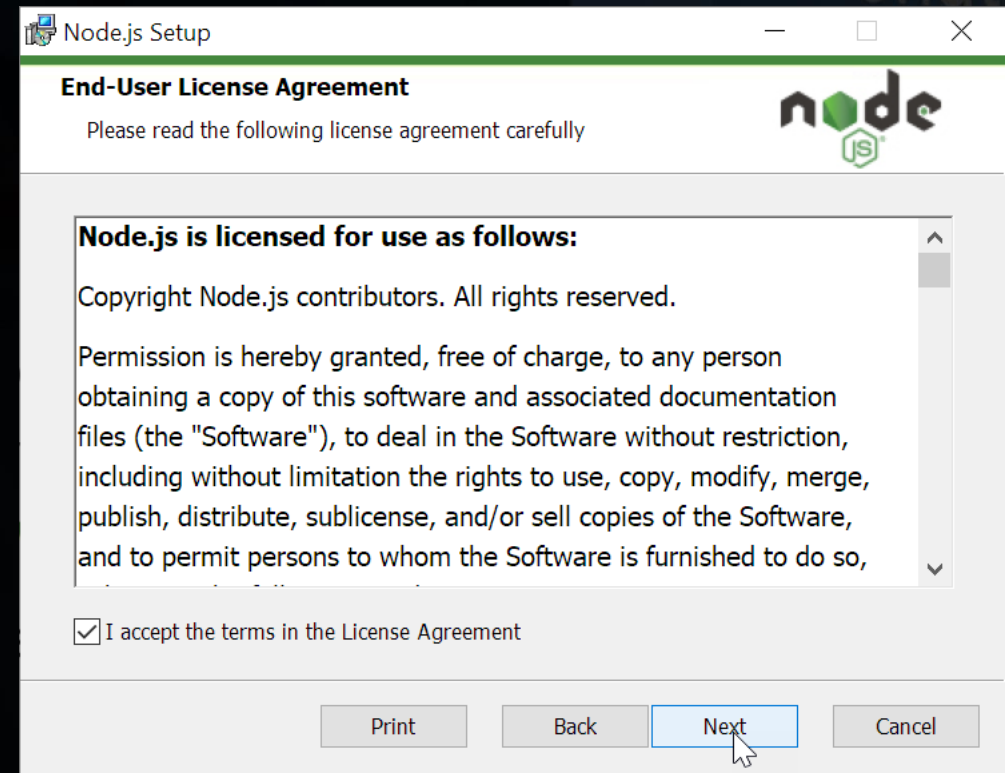 Node.js Setup
End-User License Agreement
Please read the following license agreement carefully
node
JS
Node.js is licensed for use as follows:
Copyright Node.js contributors. All rights reserved.
Permission is hereby granted, free of charge, to any person
obtaining a copy of this software and associated documentation
files (the "Software"), to deal in the Software without restriction,
including without limitation the rights to use, copy, modify, merge,
publish, distribute, sublicense, and/or sell copies of the Software,
and to permit persons to whom the Software is furnished to do so,
I accept the terms in the License Agreement
Print
Back
Next
Cancel